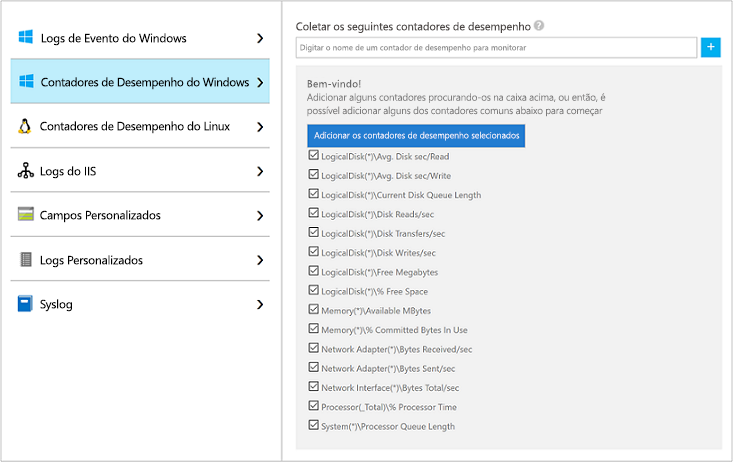 Logs de Evento do Windows
Contadores de Desempenho do Windows
Contadores de Desempenho do Linux
Logs do IIS
Campos Personalizados
Logs Personalizados
Syslog
Coletar os seguintes contadores de desempenho ?
Digitar o nome de um contador de desempenho para monitorar
+
Bem-vindo!
Adicionar alguns contadores procurando-os na caixa acima, ou então, é
possível adicionar alguns dos contadores comuns abaixo para começar
Adicionar os contadores de desempenho selecionados
LogicalDisk(*)\Avg. Disk sec/Read
LogicalDisk(*)\Avg. Disk sec/Write
LogicalDisk(*)\Current Disk Queue Length
LogicalDisk(*)\Disk Reads/sec
LogicalDisk(*)\Disk Transfers/sec
LogicalDisk(*)\Disk Writes/sec
LogicalDisk(*)\Free Megabytes
LogicalDisk(*)\% Free Space
Memory(*)\Available MBytes
Memory(*)\% Committed Bytes In Use
Network Adapter(*)\Bytes Received/sec
Network Adapter(*)\Bytes Sent/sec
Network Interface(*)\Bytes Total/sec
Processor(_Total)\% Processor Time
System(*)\Processor Queue Length